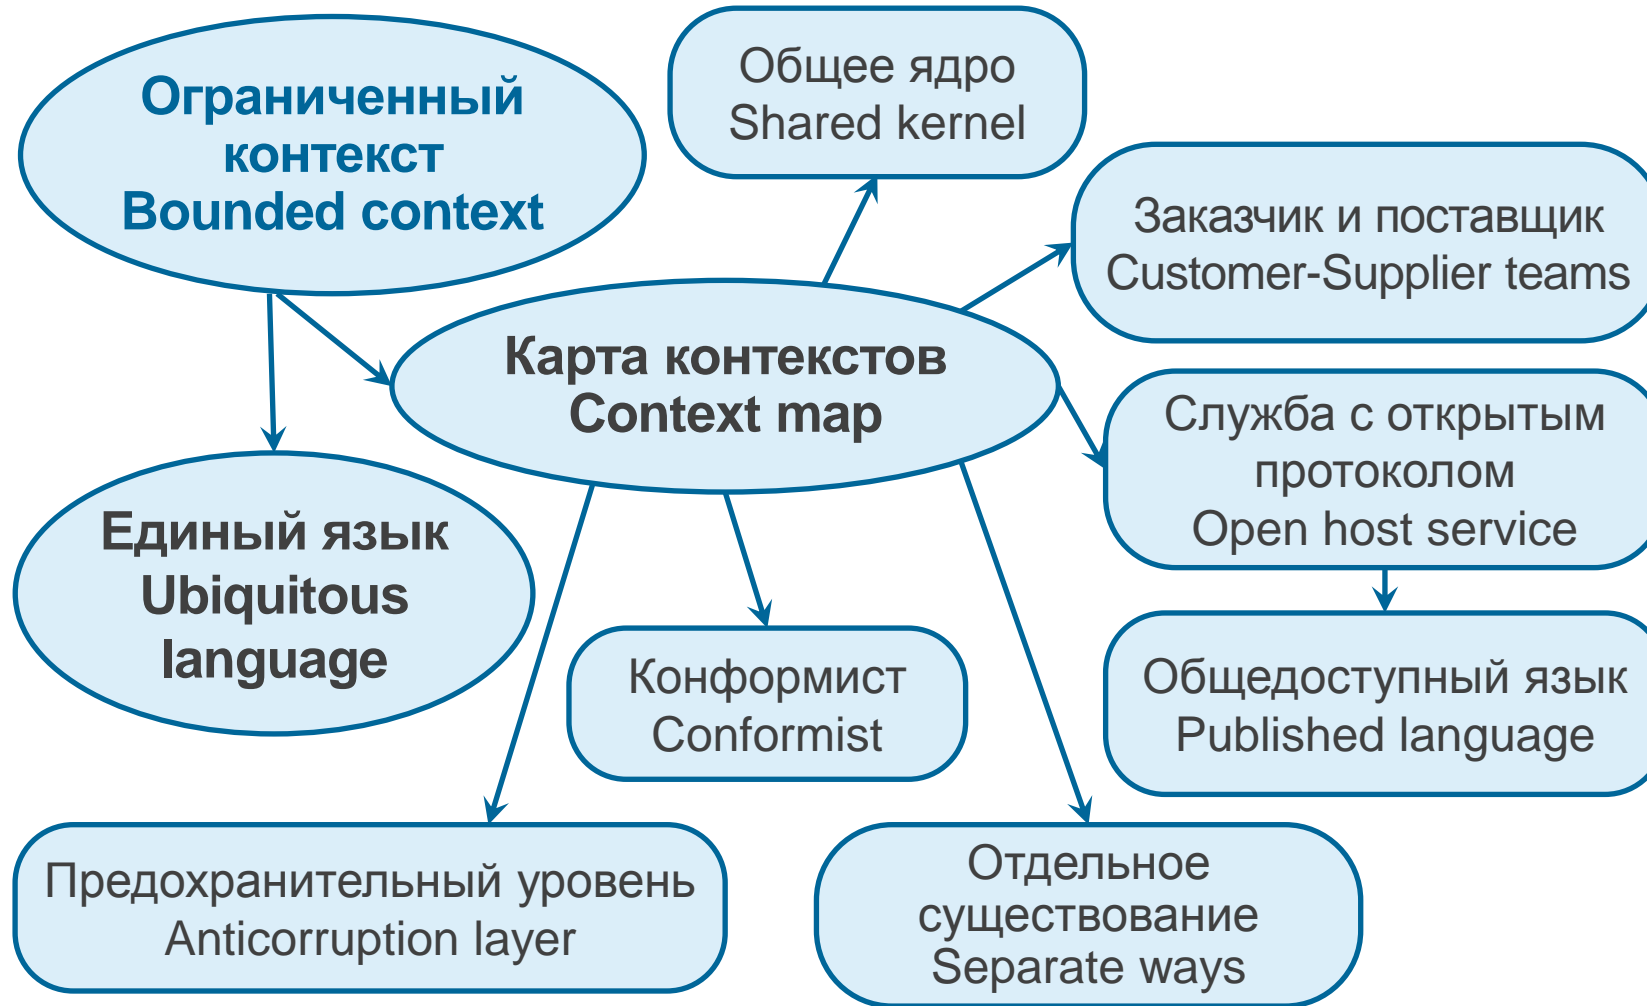 Ограниченный
контекст
Bounded context
Общее ядро
Shared kernel
Заказчик и поставщик
Customer-Supplier teams
Карта контекстов
Context map
Служба с открытым
протоколом
Open host service
Единый язык
Ubiquitous
language
Конформист
Conformist
Общедоступный язык
Published language
Предохранительный уровень
Anticorruption layer
Отдельное
существование
Separate ways